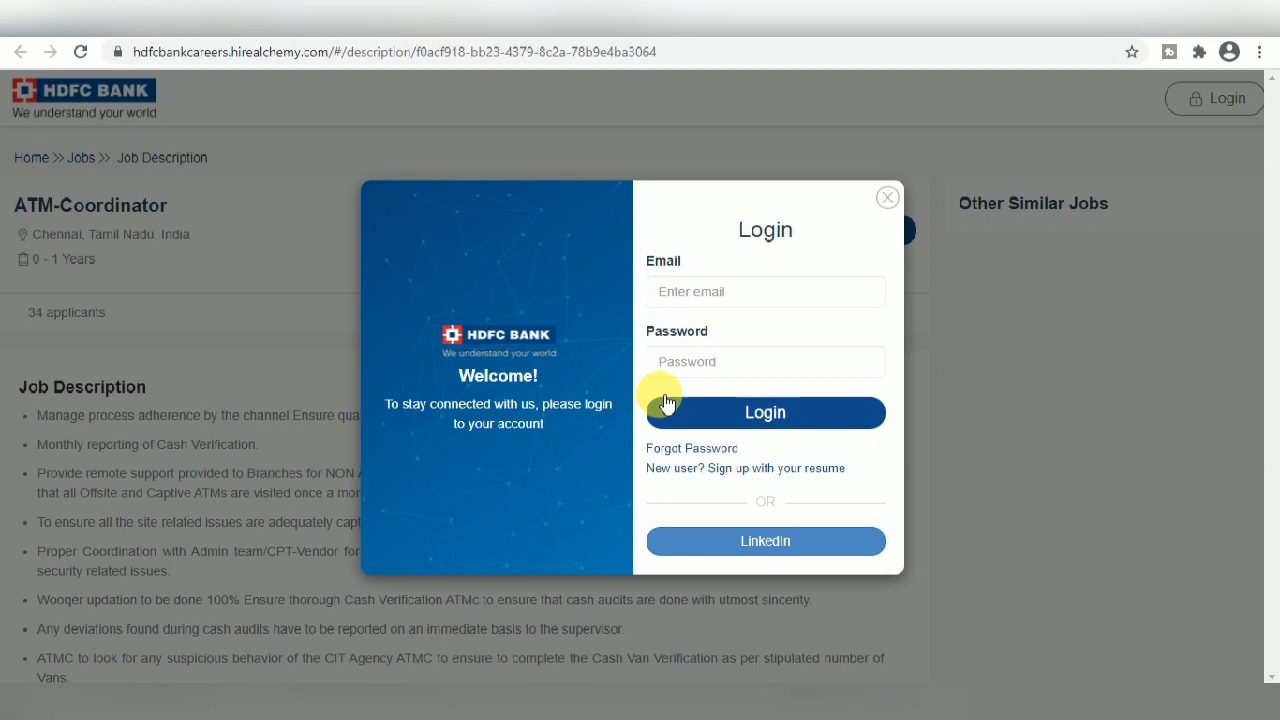 hdfcbankcareers.hirealchemy.com/#/description/f0acf918-bb23-4379-8c2a-78b9e4ba3064
HDFC BANK
We understand your world
Login
Home >> Jobs >> Job Description
ATM-Coordinator
Chennai, Tamil Nadu, India
0 - 1 Years
34 applicants
Other Similar Jobs
Job Description
Manage process adherence by the channel Ensure
Monthly reporting of Cash Verification.
Provide remote support provided to Branches for NON
that all Offsite and Captive ATMs are visited once a
To ensure all the site related issues are adequately
Proper Coordination with Admin team/CPT-Vendor for
security related issues.
Wooqer updation to be done 100% Ensure thorough Cash Verification ATMc to ensure that cash audits are done with utmost sincerity.
Any deviations found during cash audits have to be reported on an immediate basis to the supervisor.
ATMC to look for any suspicious behavior of the CIT Agency ATMC to ensure to complete the Cash Van Verification as per stipulated number of
Vans.
HDFC BANK
We understand your world
Welcome!
To stay connected with us, please login
to your account
Login
Email
Enter email
Password
Password
Login
Forgot Password
New user? Sign up with your resume
OR
LinkedIn